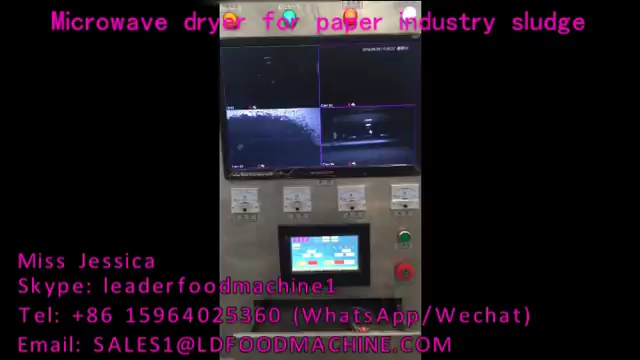 Microwave dryer for paper industry sludge
Miss Jessica
Skype: leaderfoodmachine1
Tel: +86 15964025360 (WhatsApp/Wechat)
Email: SALES1@LDFOODMACHINE.COM